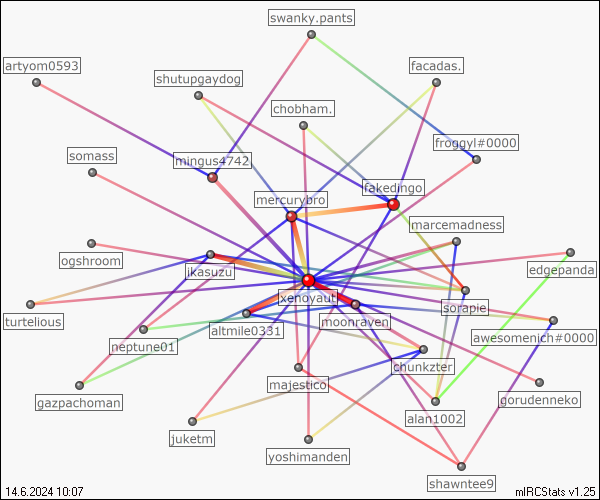 swanky.pants
artyom0593
facadas.
shutupgaydog
chobham.
froggyl#0000
somass
mingus4742
fakedingo
mercurybro
marcemadness
ogshroom
ikasuzu
edgepanda
xenoyaut
sorapie.
turtelious
moonraven
altmile0331
awesomenich#0000
neptune01
chunkzter
majestico
gorudenneko
gazpachoman
alan1002
juketm
yoshimanden
shawntee9
14.6.2024 10:07
mIRCStats v1.25